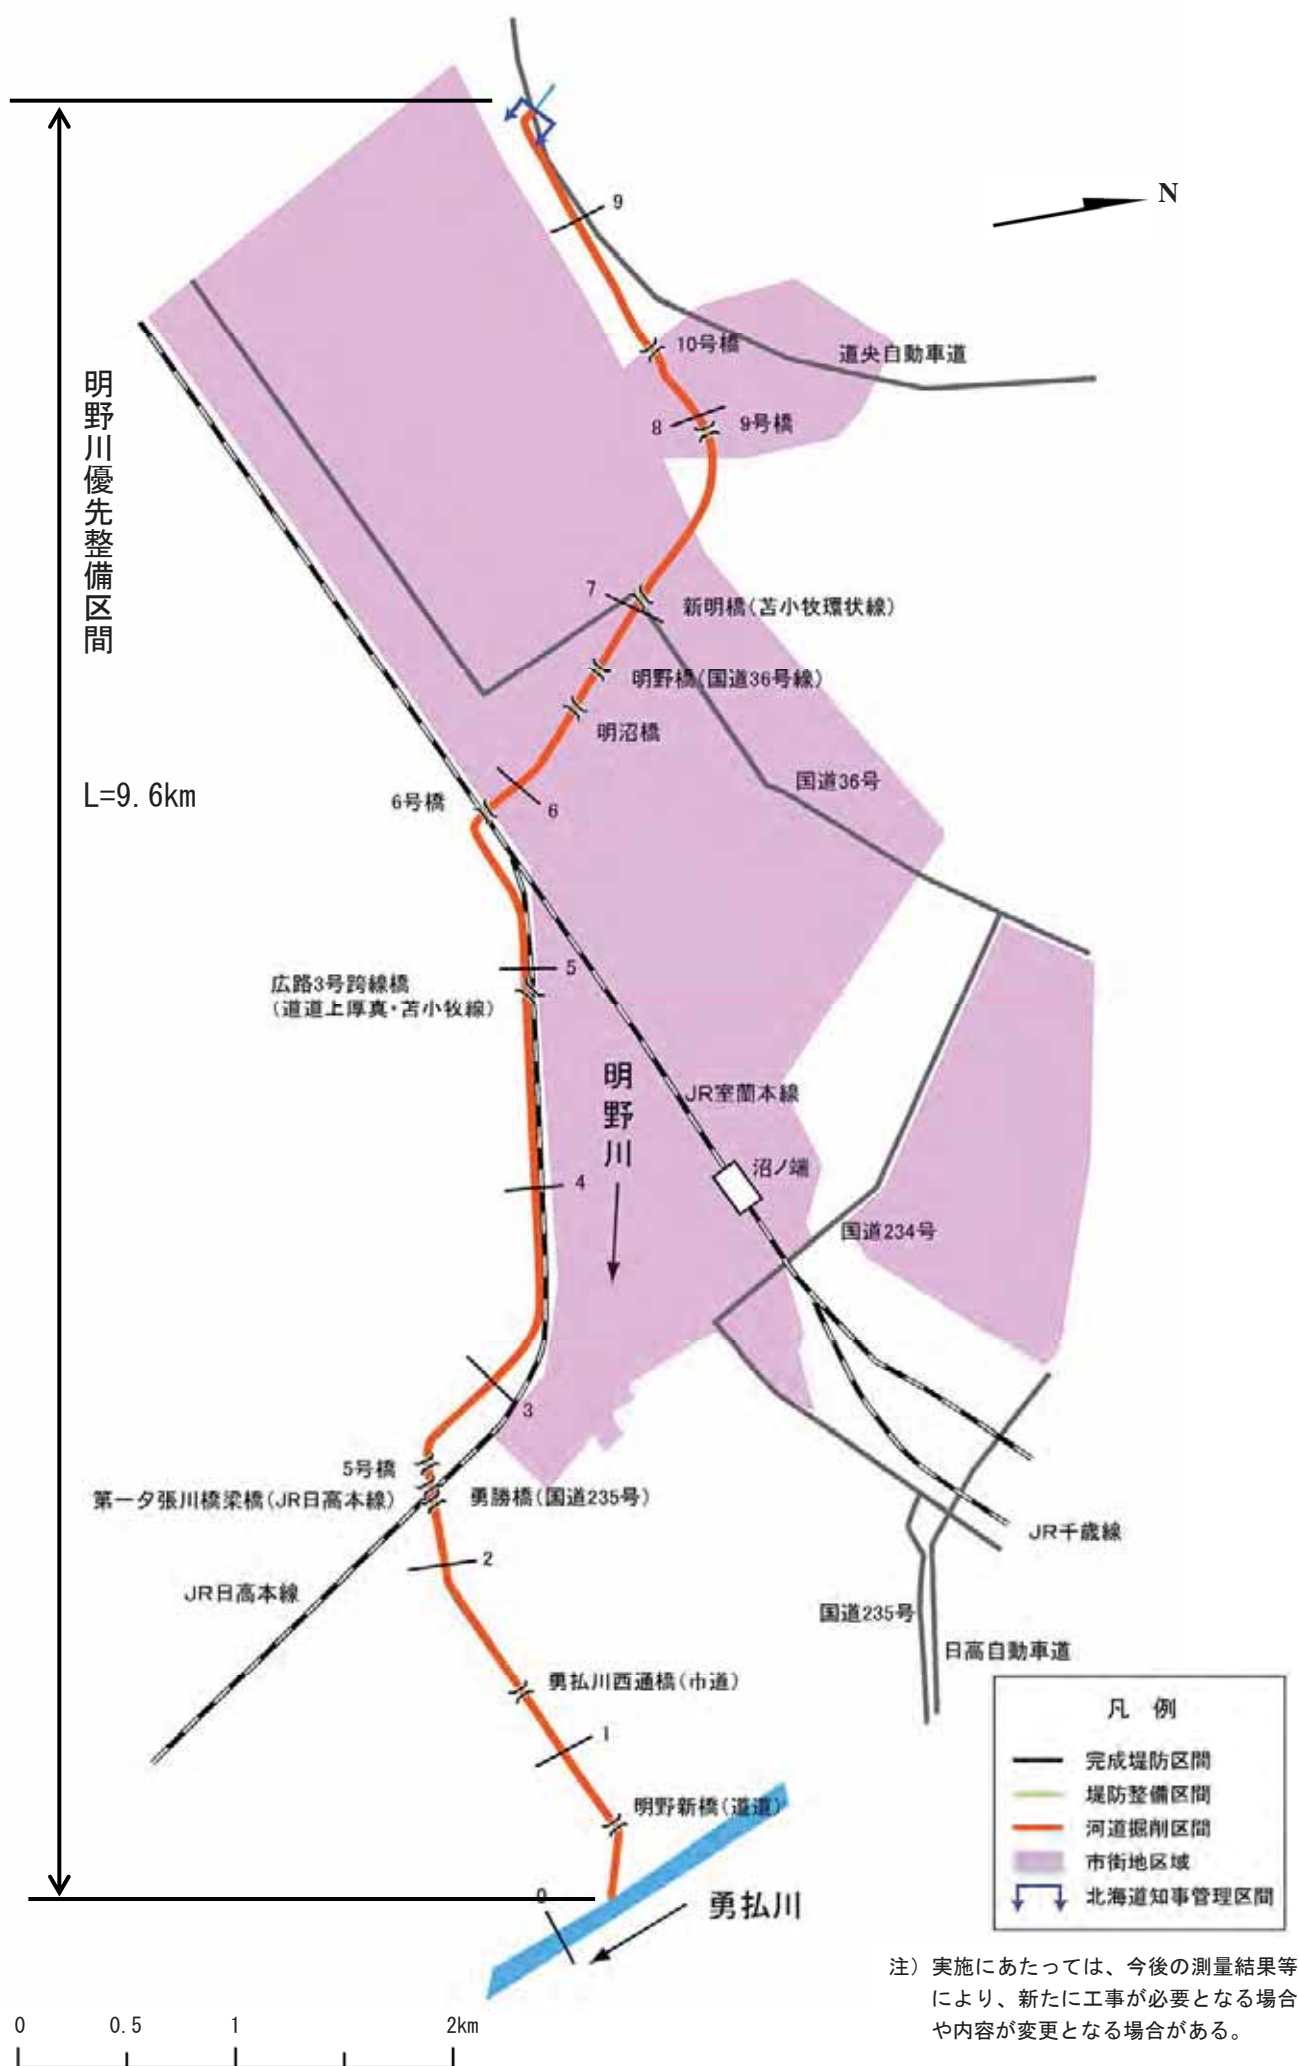 N
9
10号橋
道央自動車道
8
9号橋
明野川優先整備区間
7
新明橋(苫小牧環状線)
明野橋(国道36号線)
明沼橋
国道36号
L=9.6km
6号橋
6
5
広路3号跨線橋
(道道上厚真・苫小牧線)
明野川
JR室蘭本線
沼ノ端
4
国道234号
3
5号橋
第一夕張川橋梁橋(JR日高本線)
勇勝橋(国道235号)
JR千歳線
2
JR日高本線
国道235号
日高自動車道
勇払川西通橋(市道)
1
明野新橋(道道)
0
勇払川
凡 例
完成堤防区間
堤防整備区間
河道掘削区間
市街地区域
北海道知事管理区間
注) 実施にあたっては、今後の測量結果等
により、新たに工事が必要となる場合
や内容が変更となる場合がある。
0 0.5 1 2km